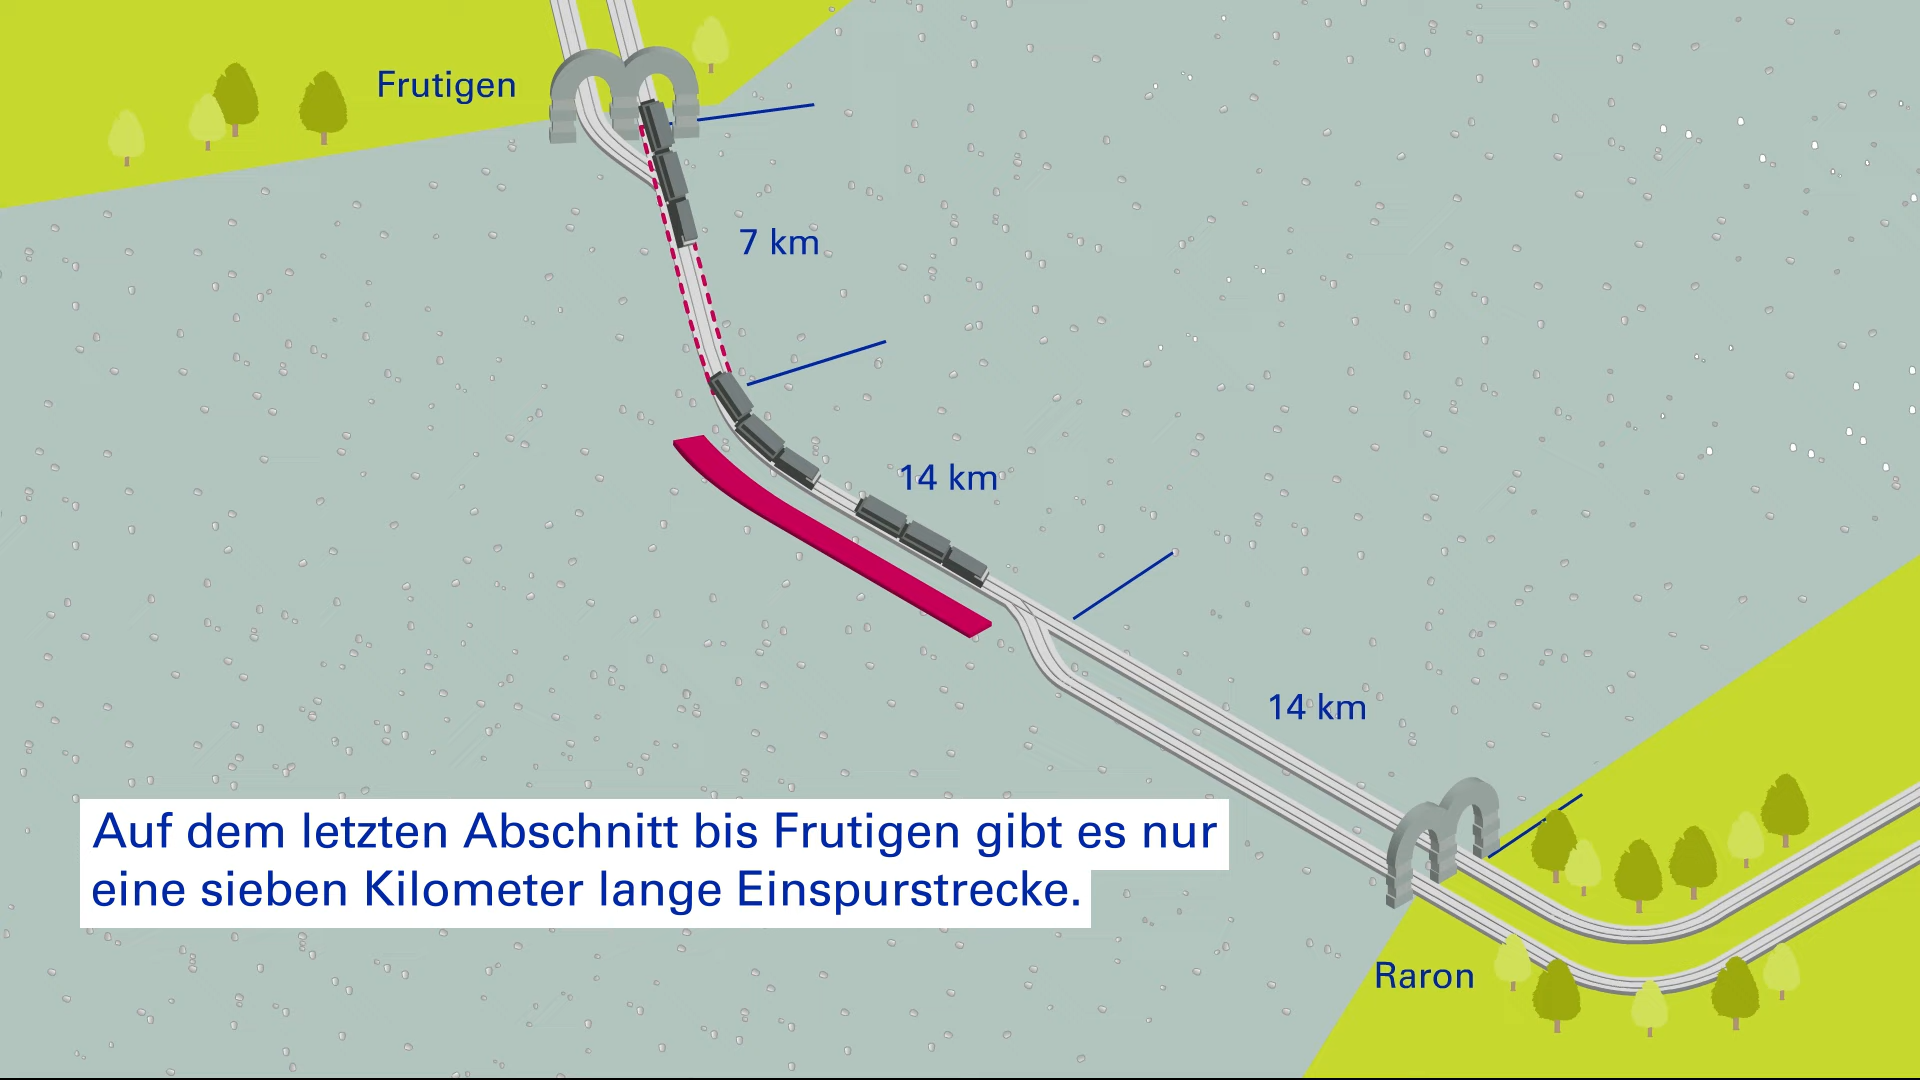 Frutigen
7 km
14 km
14 km
Auf dem letzten Abschnitt bis Frutigen gibt es nur
eine sieben Kilometer lange Einspurstrecke.
Raron